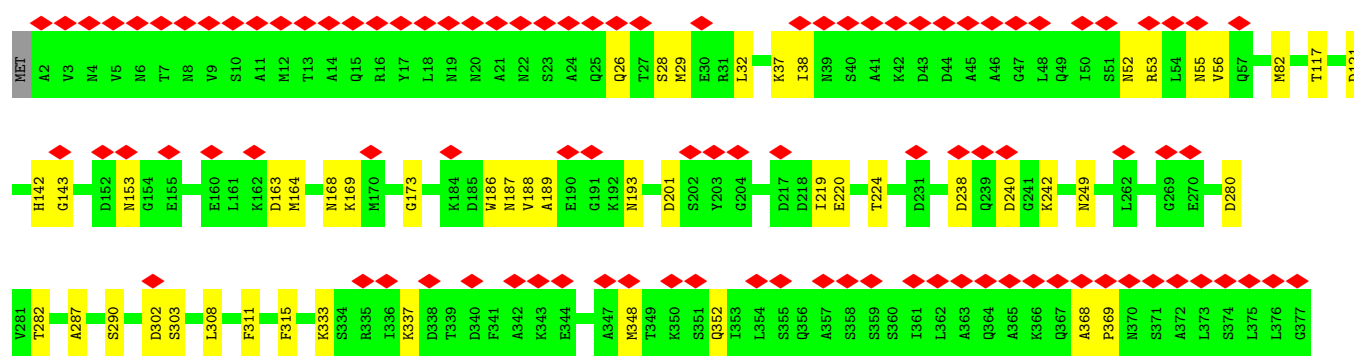 MET A2 V3 N4 V5 N6 T7 N8 V9 S10 A11 M12 T13 A14 Q15 R16 Y17 L18 N19 N20 A21 N22 S23 A24 Q25 Q26 T27 S28 M29 E30 R31 L32 K37 I38 N39 S40 A41 K42 D43 D44 A45 A46 G47 L48 Q49 I50 S51 N52 R53 L54 N55 V56 Q57 M82 T117
H142 G143 D152 N153 G154 E155 E160 L161 K162 D163 M164 N168 K169 M170 G173 K184 D185 W186 N187 V188 A189 E190 G191 K192 N193 D201 S202 Y203 G204 D217 D218 I219 E220 T224 D231 D238 Q239 D240 G241 K242 N249 L262 G269 E270 D280
V281 T282 A287 S290 D302 S303 L308 F311 F315 K333 S334 R335 I336 K337 D338 T339 D340 F341 A342 K343 E344 A347 M348 T349 K350 S351 Q352 I353 L354 S355 Q356 A357 S358 S359 S360 I361 L362 A363 Q364 A365 K366 Q367 A368 P369 N370 S371 A372 L373 S374 L375 L376 G377